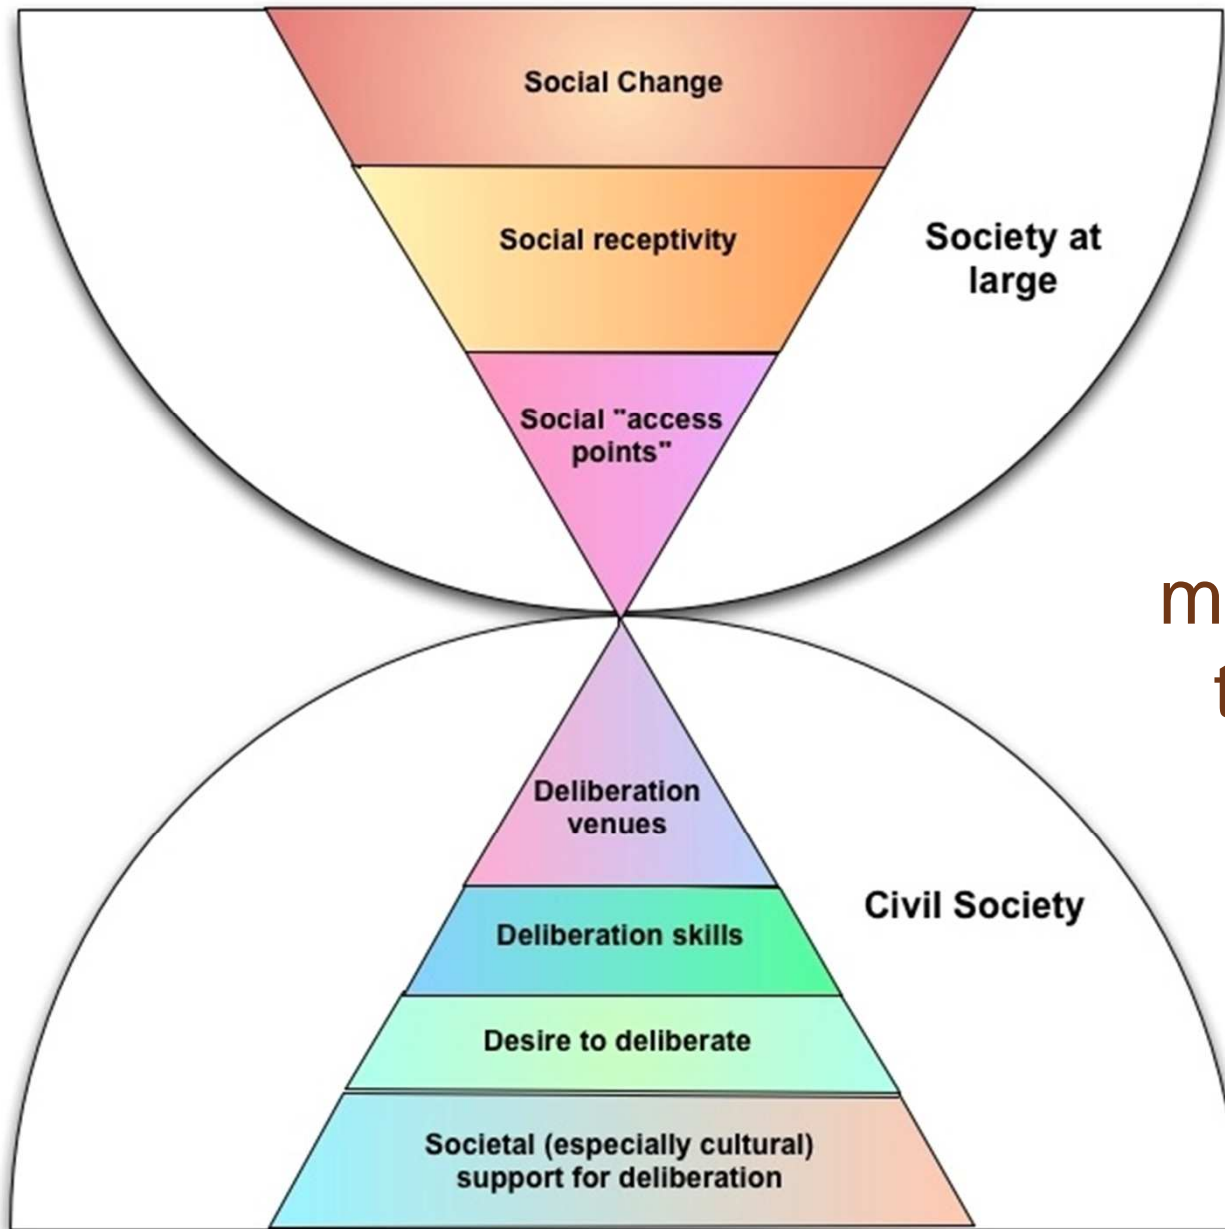 Social Change
Social receptivity
Society at
large
Social "access
points"
Deliberation
venues
Civil Society
Deliberation skills
Desire to deliberate
Societal (especially cultural)
support for deliberation